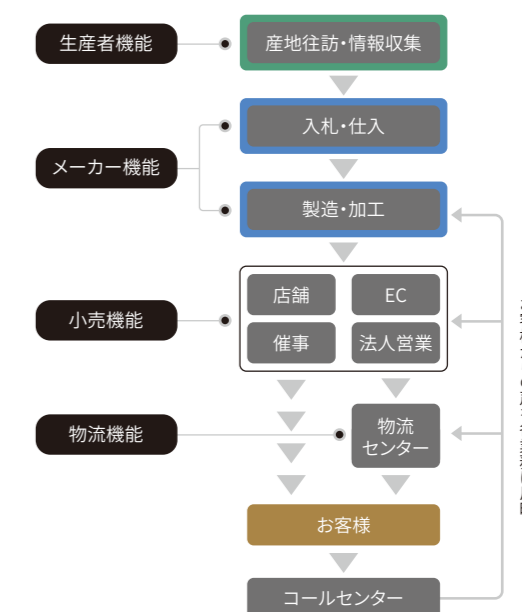 生産者機能
産地往訪・情報収集
メーカー機能
入札・仕入
製造・加工
小売機能
店舗
EC
催事
法人営業
物流機能
物流
センター
お客様
コールセンター